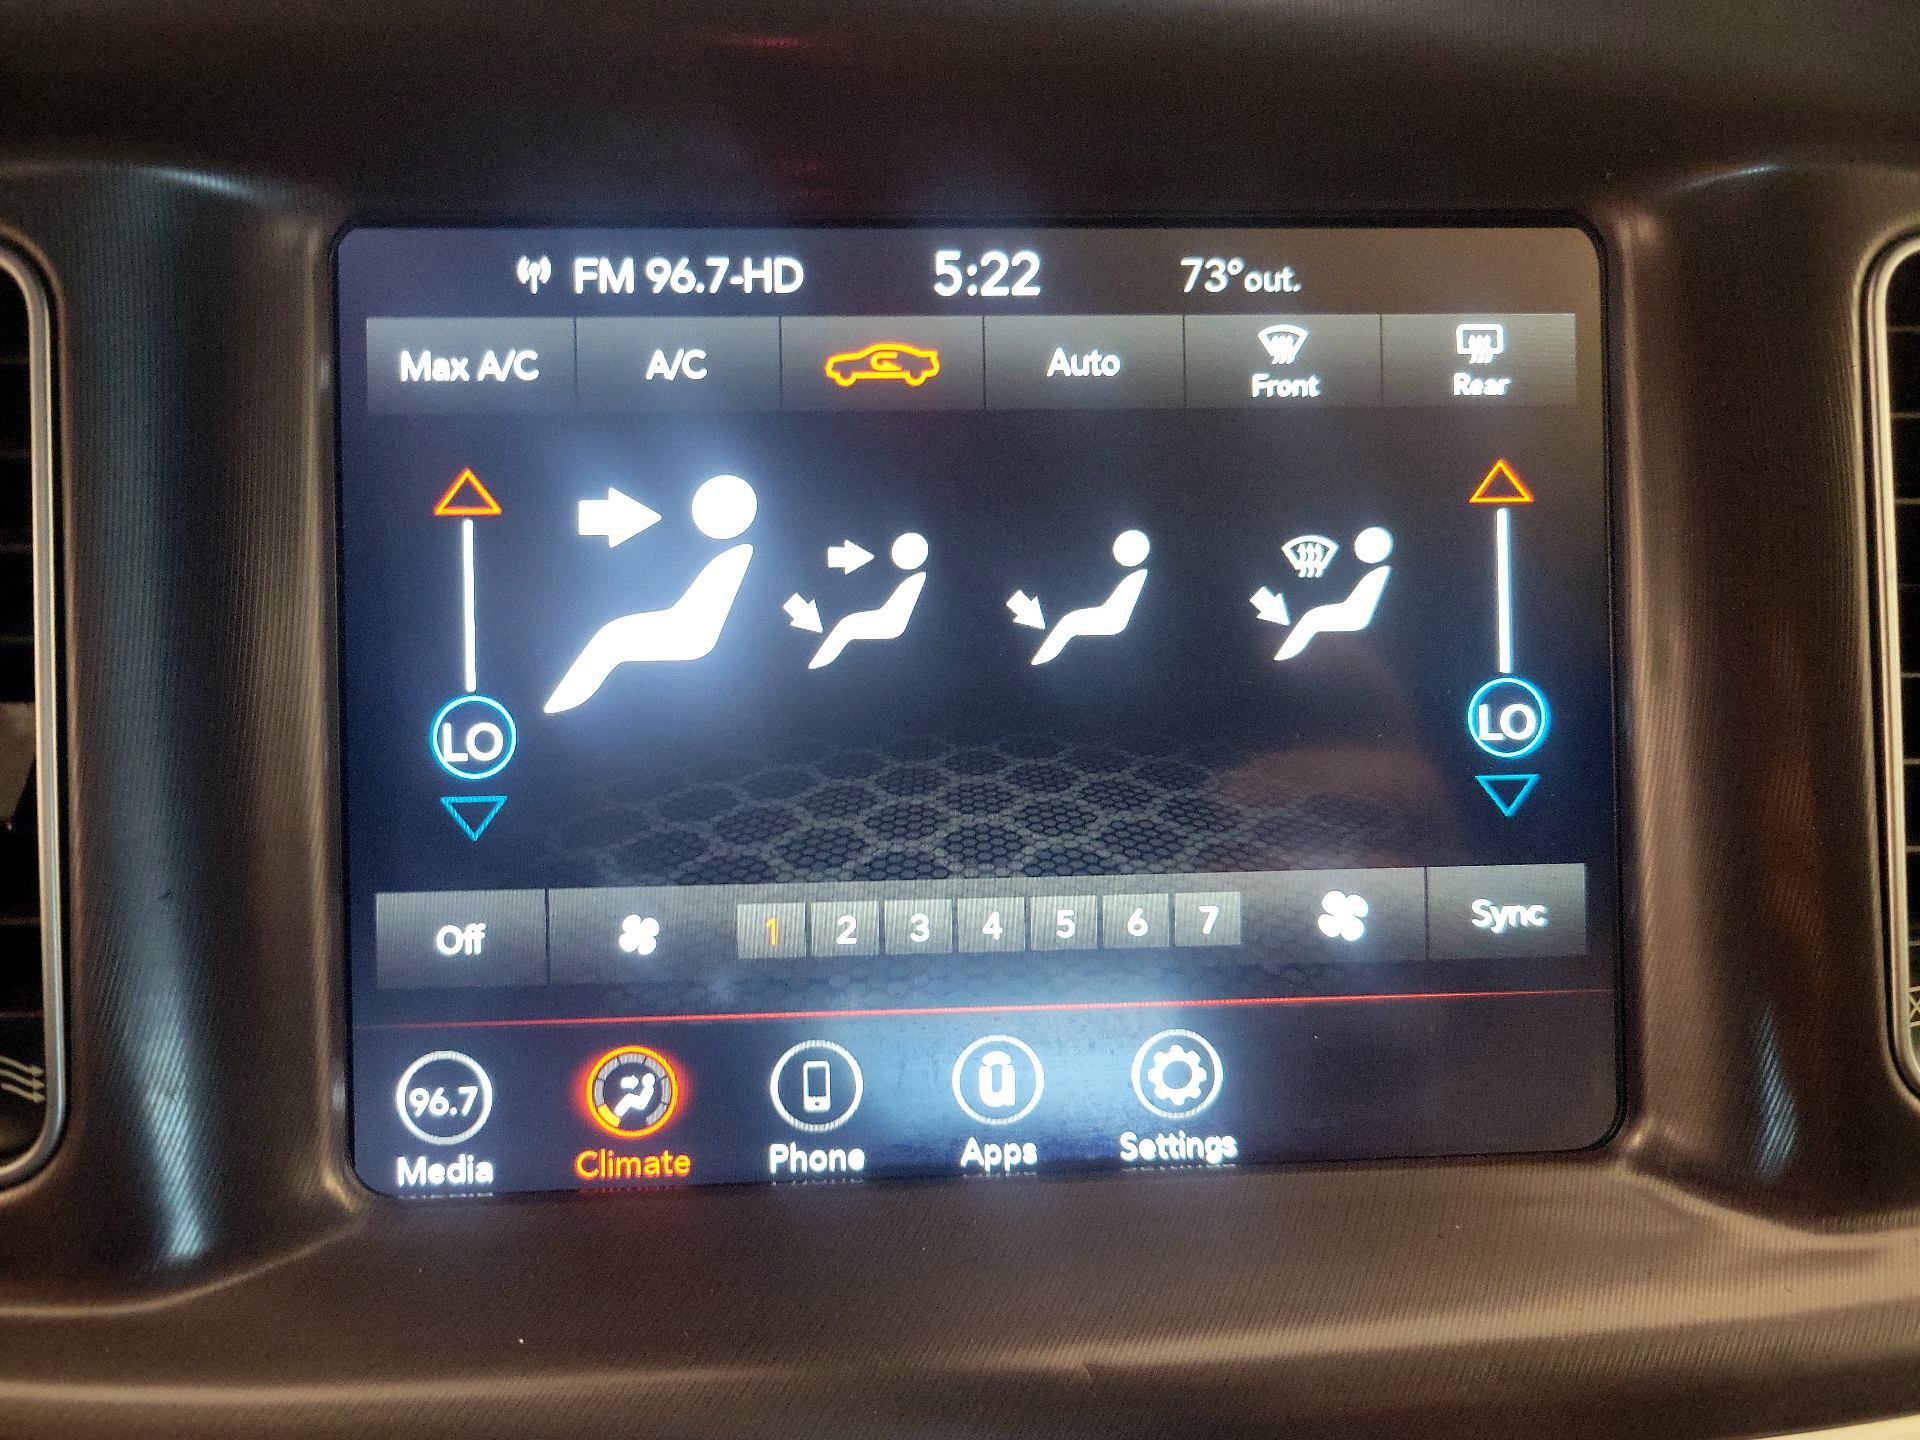 FM 96.7-HD 5:22 73° out.
Max A/C A/C Auto Front Rear
LO LO
Off 1 2 3 4 5 6 7 Sync
96.7 u
Media Climate Phone Apps Settings